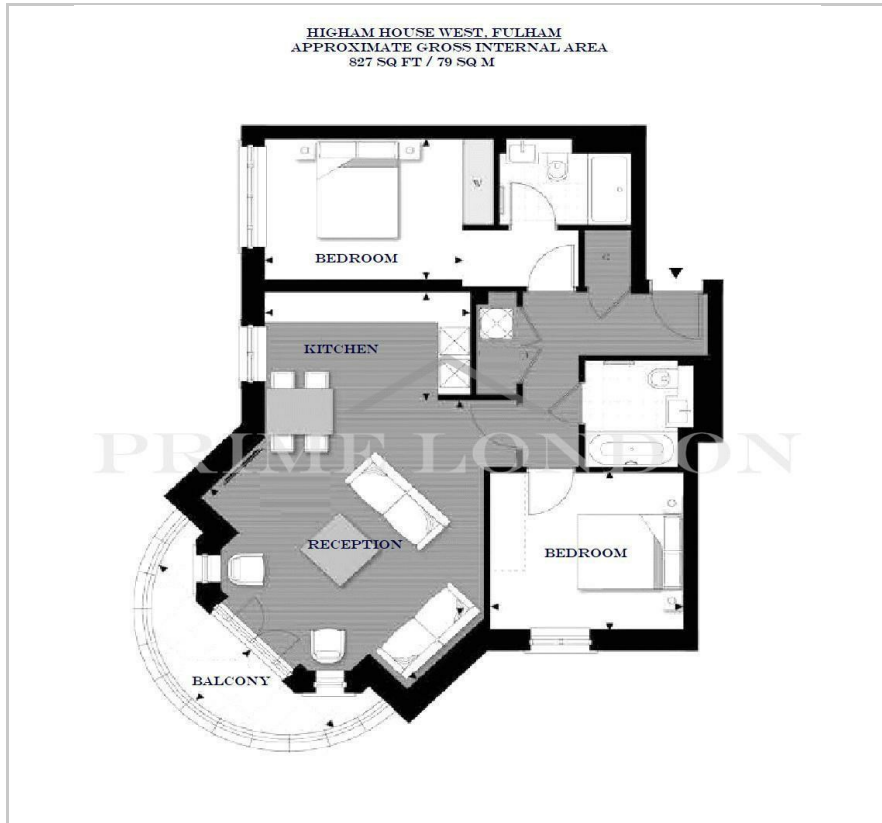 HIGHAM HOUSE WEST, FULHAM
APPROXIMATE GROSS INTERNAL AREA
827 SQ FT / 79 SQ M
W
C
BEDROOM
KITCHEN
PRIME LONDON
RECEPTION
BEDROOM
BALCONY